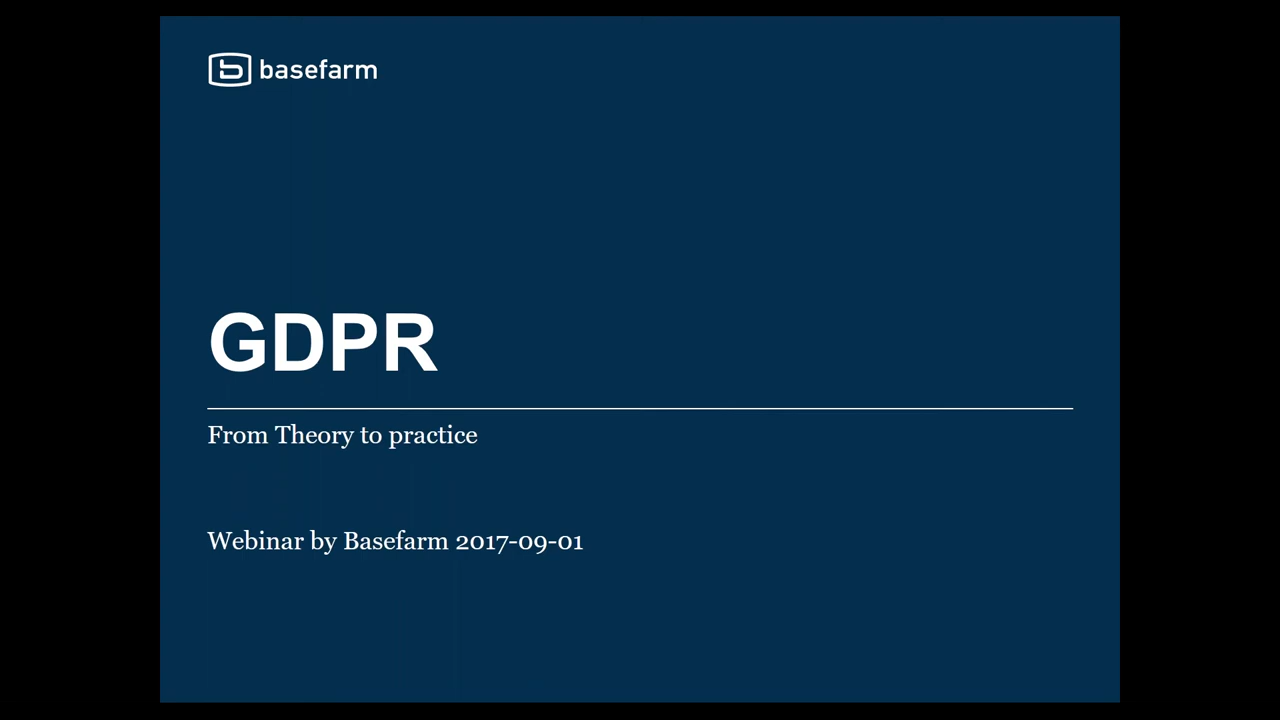 basefarm
GDPR
From Theory to practice
Webinar by Basefarm 2017-09-01